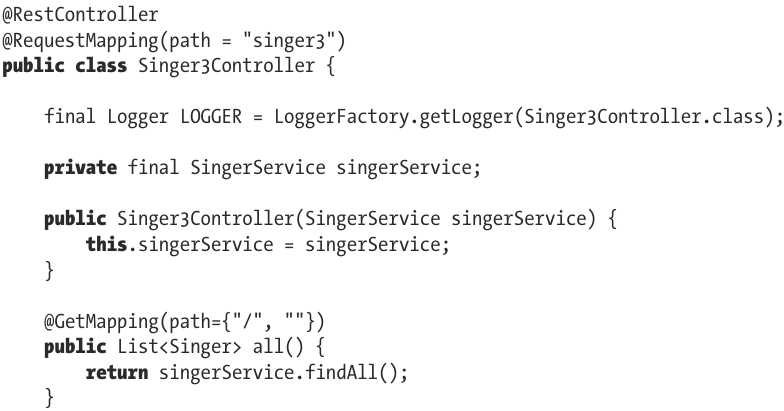 @RestController
@RequestMapping(path = "singer3")
public class Singer3Controller {
final Logger LOGGER = LoggerFactory.getLogger(Singer3Controller.class);
private final SingerService singerService;
public Singer3Controller(SingerService singerService) {
this.singerService = singerService;
}
@GetMapping(path={"/", ""})
public List<Singer> all() {
return singerService.findAll();
}